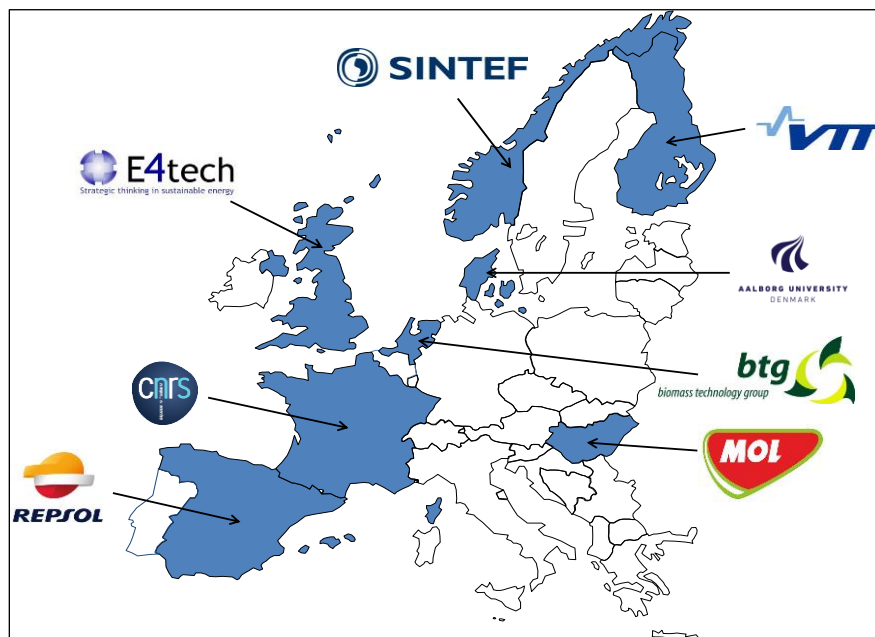 SINTEF
VTT
E4tech
Strategic thinking in sustainable energy
AALBORG UNIVERSITY
DENMARK
btg
biomass technology group
cnrs
MOL
REPSOL